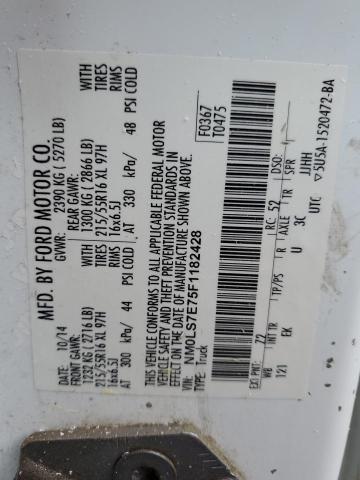 MFD. BY FORD MOTOR CO.
DATE: 10/14
GVWR: 2390 KG ( 5270 LB)
FRONT GAWR:
1232 KG ( 2716 LB)
WITH
215/55R16 XL 97H
TIRES
16x6.5J
RIMS
AT 300 kPa/ 44 PSI COLD
REAR GAWR:
1300 KG ( 2866 LB)
WITH
215/55R16 XL 97H
TIRES
16x6.5J
RIMS
AT 330 kPa/ 48 PSI COLD
THIS VEHICLE CONFORMS TO ALL APPLICABLE FEDERAL MOTOR
VEHICLE SAFETY AND THEFT PREVENTION STANDARDS IN
EFFECT ON THE DATE OF MANUFACTURE SHOWN ABOVE.
VIN: NM0LS7E75F1182428
TYPE: Truck
F0367
T0475
EXT PNT: Z2
RC: 52
DSO:
WB
TP/PS
R
AXLE
TR
SPR
121
EK
U
3C
JJHH
UTC
▽5U5A-1520472-BA